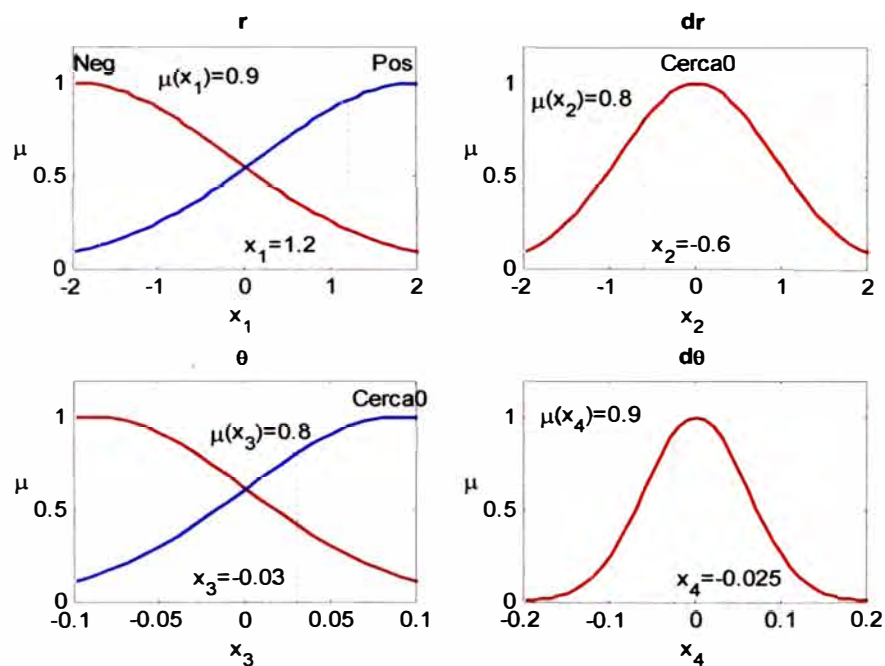 r
Neg
Pos
μ(x1)=0.9
1
μ
0.5
x1=1.2
0
-2 -1 0 1 2
x1
dr
Cerca0
1
μ(x2)=0.8
μ
0.5
x2=-0.6
0
-2 -1 0 1 2
x2
θ
Cerca0
1
μ(x3)=0.8
μ
0.5
x3=-0.03
0
-0.1 -0.05 0 0.05 0.1
x3
dθ
1
μ(x4)=0.9
μ
0.5
x4=-0.025
0
-0.2 -0.1 0 0.1 0.2
x4